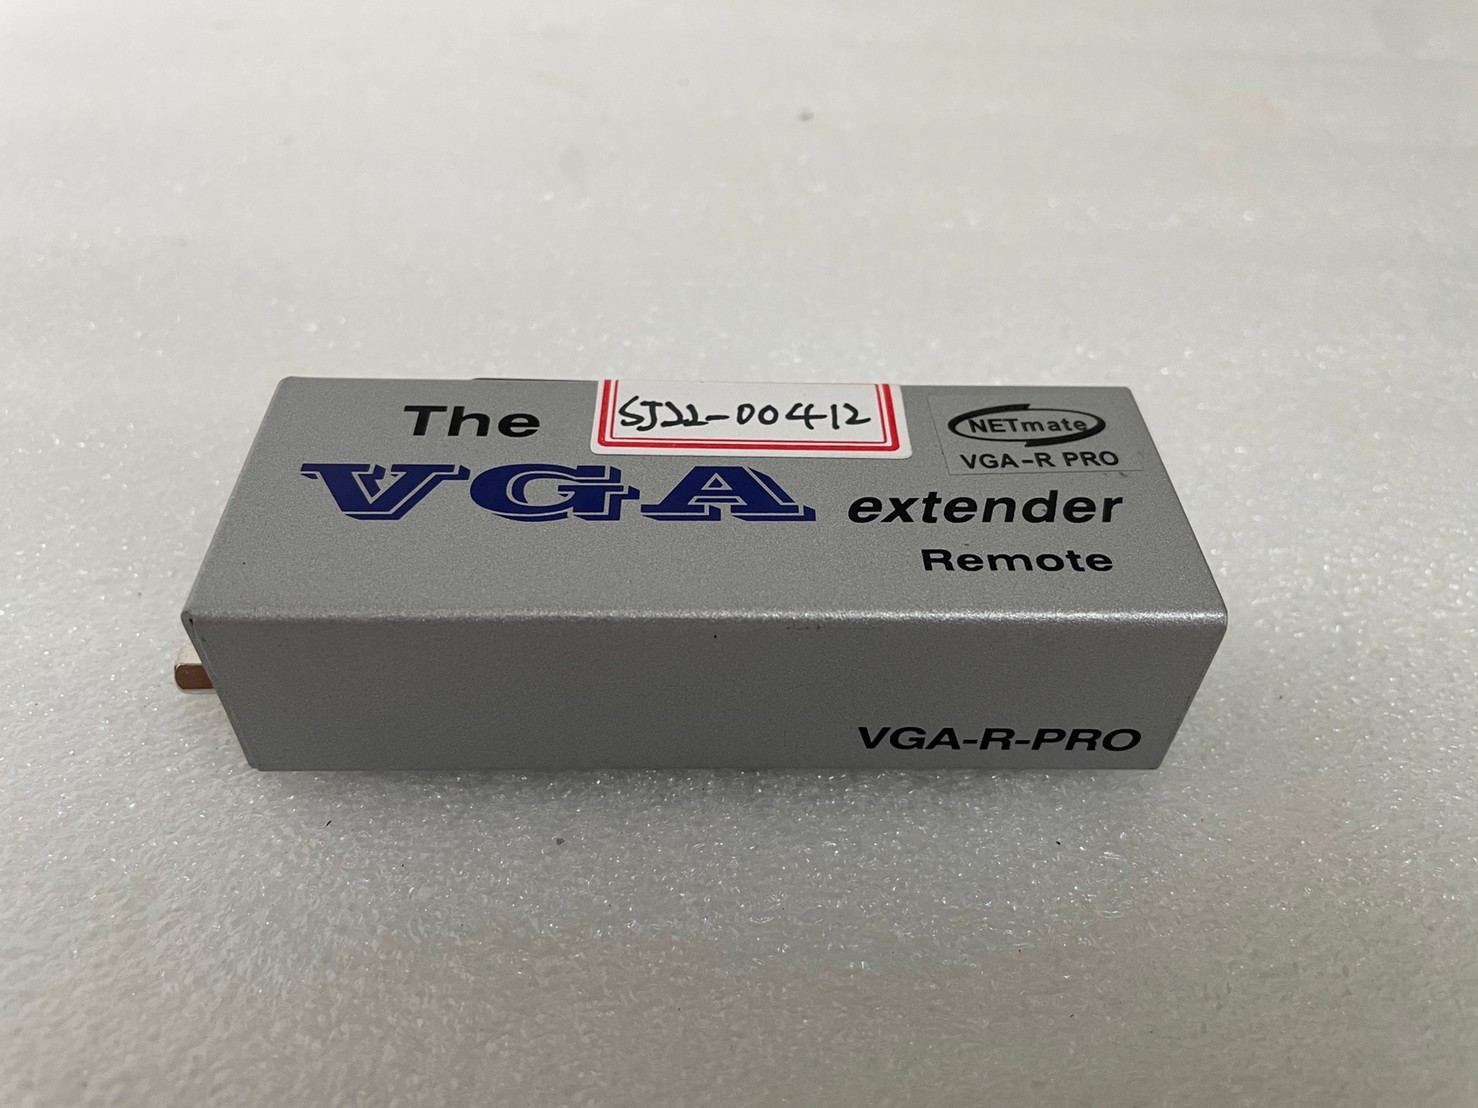 The
SJ22-00412
NETmate
VGA-R PRO
VGA extender
Remote
VGA-R-PRO